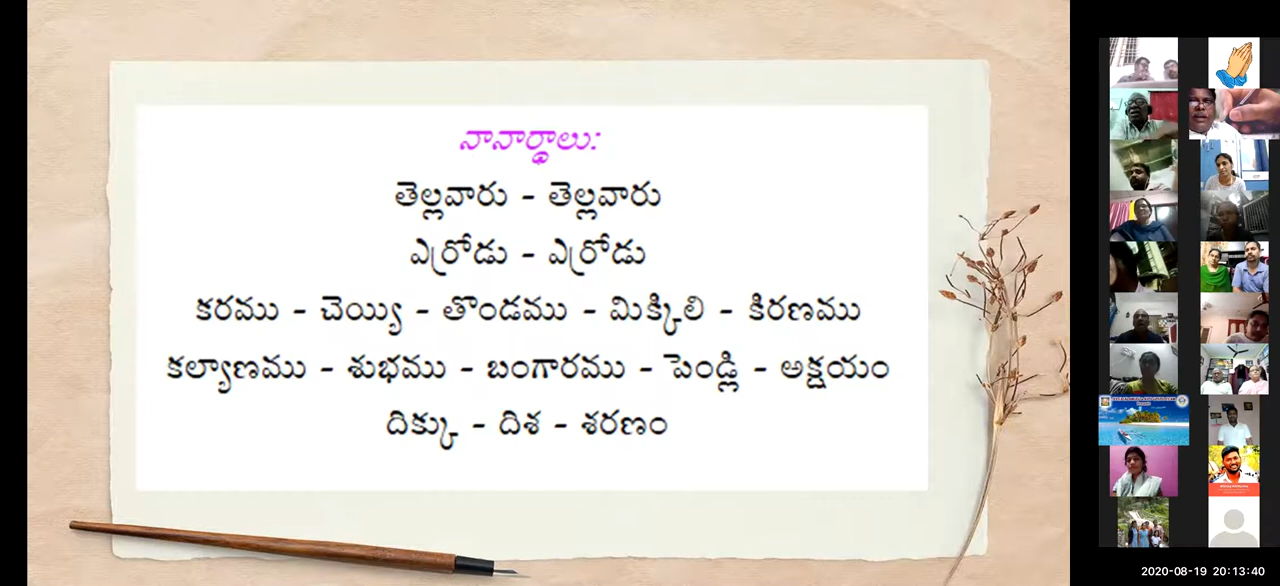 నానార్థాలు:
తెల్లవారు - తెల్లవారు
ఎర్రోడు - ఎర్రోడు
కరము - చెయ్యి - తొండము - మిక్కిలి - కిరణము
కల్యాణము - శుభము - బంగారము - పెండ్లి - అక్షయం
దిక్కు - దిశ - శరణం
2020-08-19 20:13:40